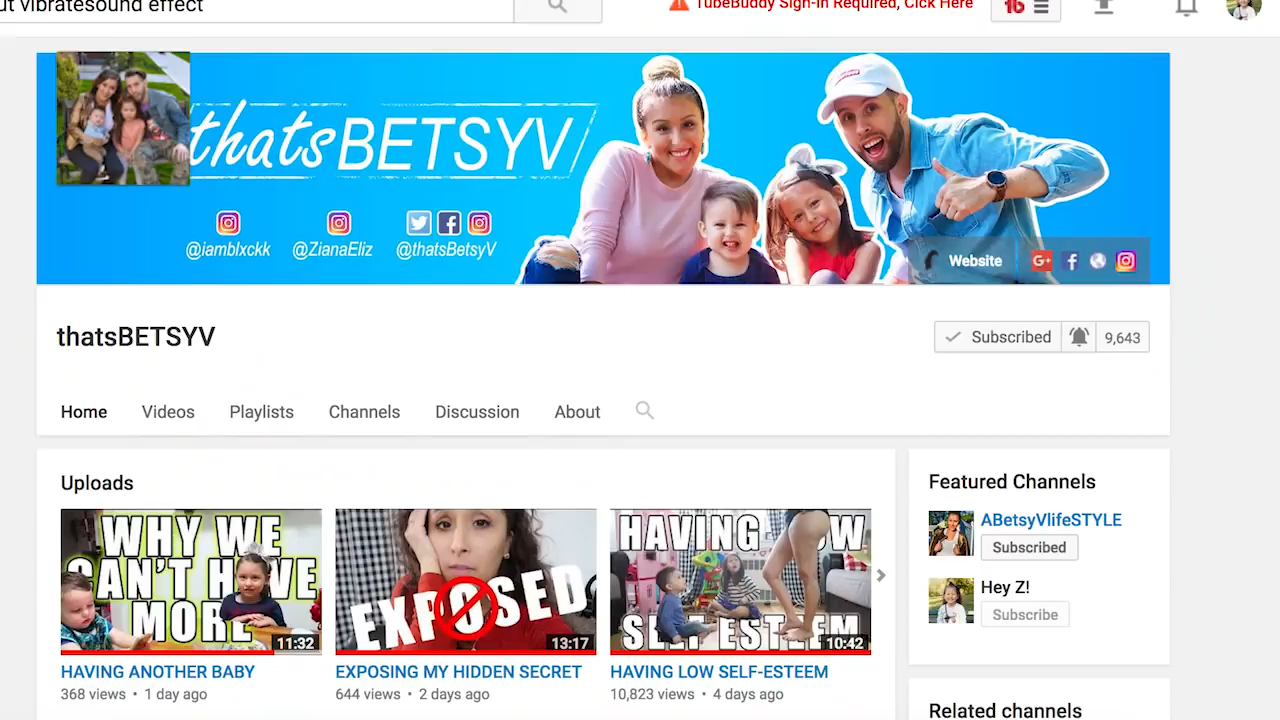 ut vibratesound effect
TubeBuddy Sign-in Required, Click Here
thatsBETSYV
@iamblxckk @ZianaEliz @thatsBetsyV
Website
G+
thatsBETSYV
Subscribed 9,643
Home Videos Playlists Channels Discussion About
Uploads
WHY WE
CAN'T HAVE
MORE
11:32
EXPOSED
13:17
HAVING LOW
SELF-ESTEEM
10:42
HAVING ANOTHER BABY
368 views • 1 day ago
EXPOSING MY HIDDEN SECRET
644 views • 2 days ago
HAVING LOW SELF-ESTEEM
10,823 views • 4 days ago
Featured Channels
ABetsyVlifeSTYLE
Subscribed
Hey Z!
Subscribe
Related channels